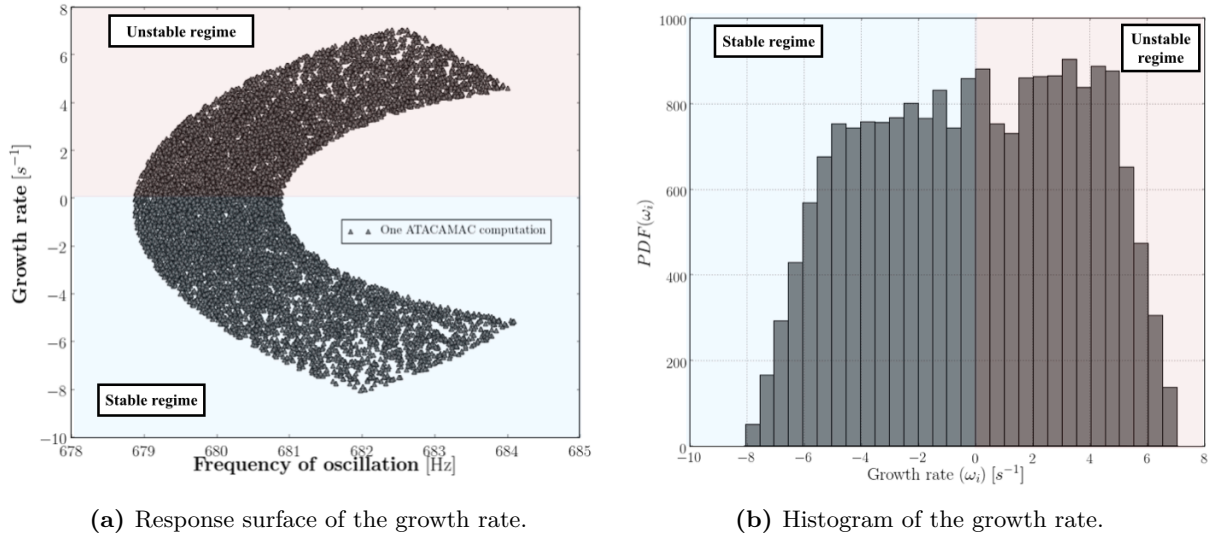 8
6
4
2
0
−2
−4
−6
−8
−10
Growth rate [s⁻¹]
Unstable regime
One ATACAMAC computation
Stable regime
678 679 680 681 682 683 684 685
Frequency of oscillation [Hz]
(a) Response surface of the growth rate.
1000
800
600
400
200
0
PDF(ωᵢ)
Stable regime
Unstable
regime
−10 −8 −6 −4 −2 0 2 4 6 8
Growth rate (ωᵢ) [s⁻¹]
(b) Histogram of the growth rate.